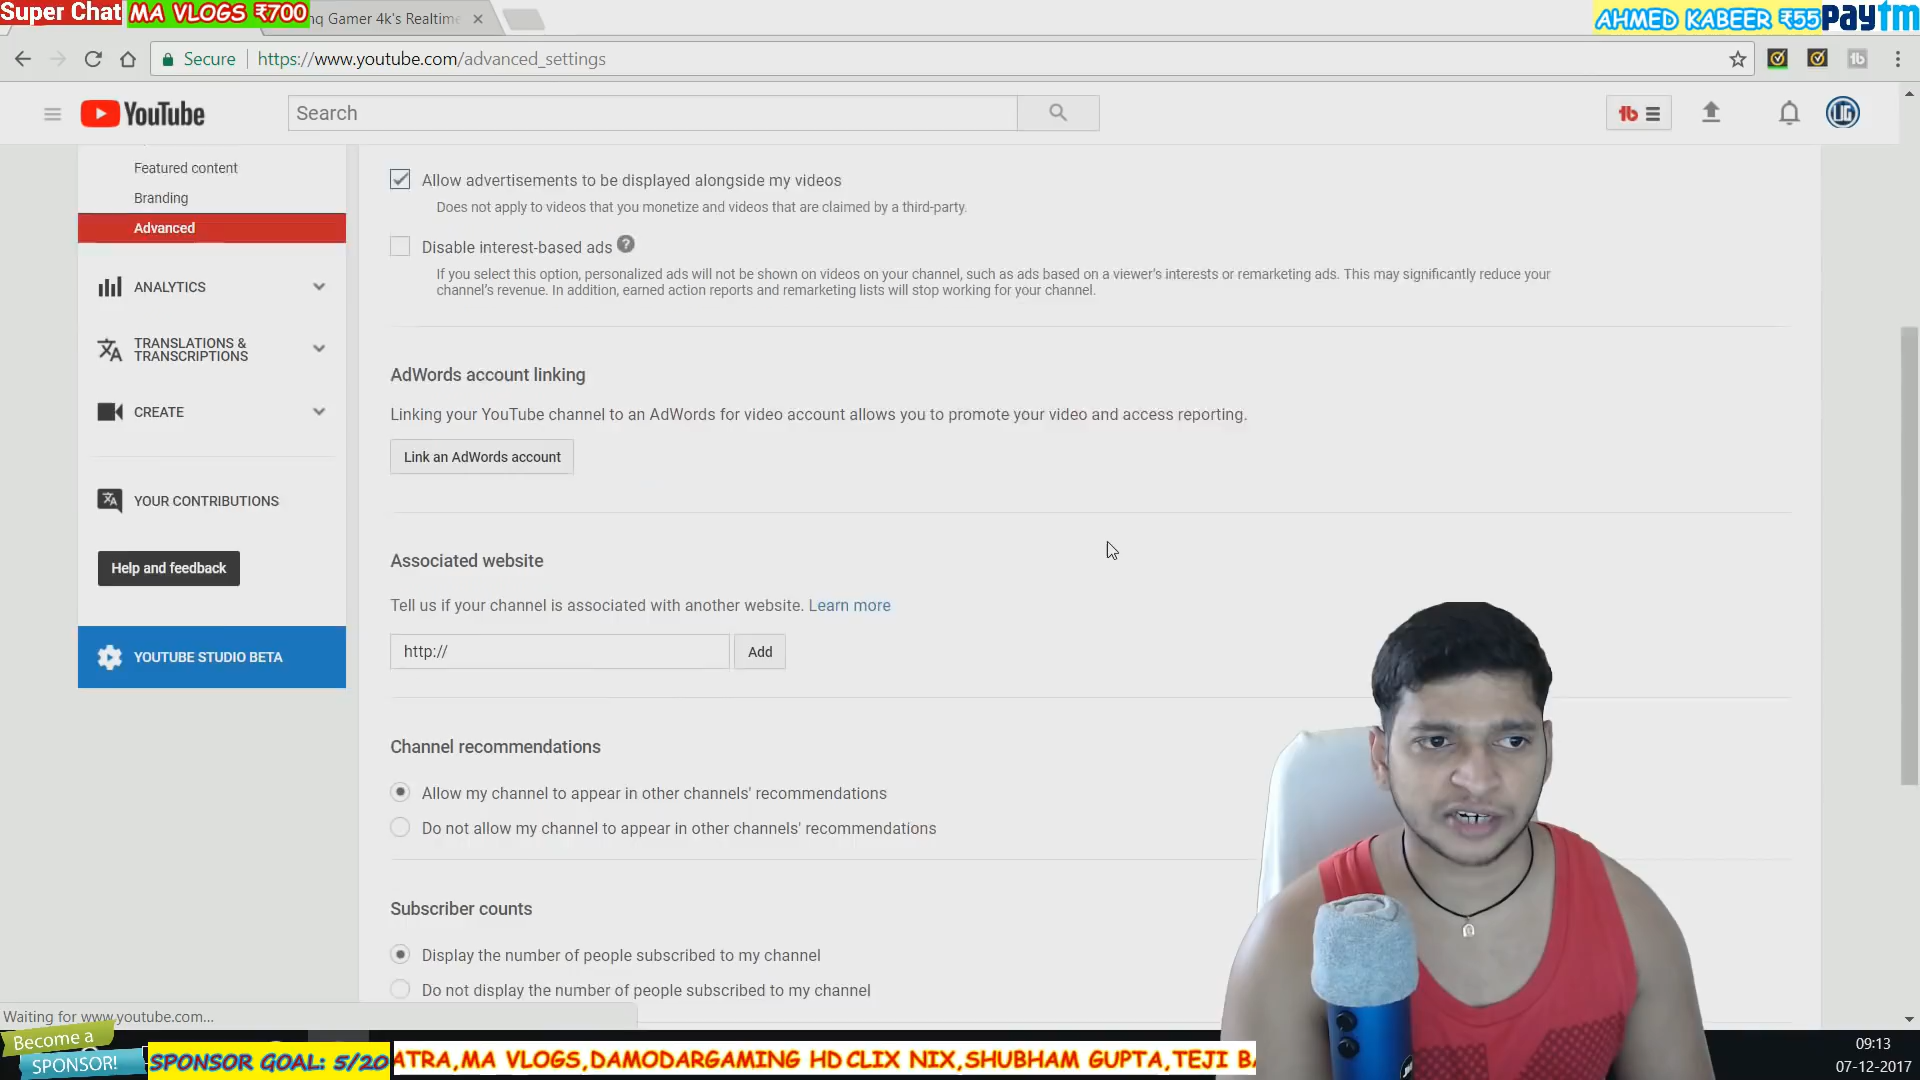 Super Chat MA VLOGS ₹700
nq Gamer 4k's Realtime
AHMED KABEER ₹55 paytm
Secure https://www.youtube.com/advanced_settings
YouTube
Search
Featured content
Branding
Advanced
ANALYTICS
TRANSLATIONS &
TRANSCRIPTIONS
CREATE
YOUR CONTRIBUTIONS
Help and feedback
YOUTUBE STUDIO BETA
Allow advertisements to be displayed alongside my videos
Does not apply to videos that you monetize and videos that are claimed by a third-party.
Disable interest-based ads
If you select this option, personalized ads will not be shown on videos on your channel, such as ads based on a viewer's interests or remarketing ads. This may significantly reduce your
channel's revenue. In addition, earned action reports and remarketing lists will stop working for your channel.
AdWords account linking
Linking your YouTube channel to an AdWords for video account allows you to promote your video and access reporting.
Link an AdWords account
Associated website
Tell us if your channel is associated with another website. Learn more
http:// Add
Channel recommendations
Allow my channel to appear in other channels' recommendations
Do not allow my channel to appear in other channels' recommendations
Subscriber counts
Display the number of people subscribed to my channel
Do not display the number of people subscribed to my channel
Waiting for www.youtube.com...
Become a
SPONSOR!
SPONSOR GOAL: 5/20
ATRA,MA VLOGS,DAMODARGAMING HD CLIX NIX,SHUBHAM GUPTA,TEJI BA
09:13
07-12-2017